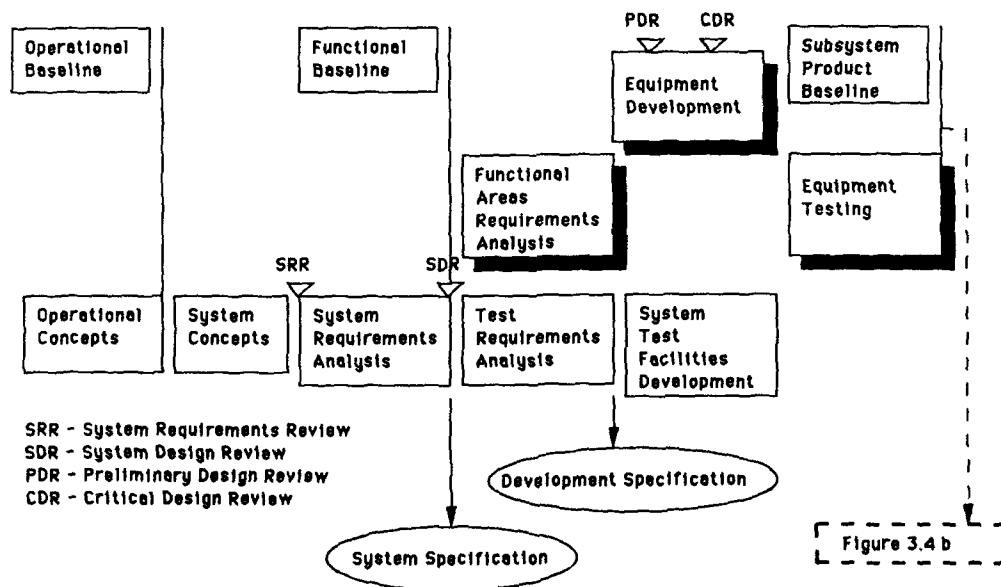 PDR CDR
Operational
Baseline
Functional
Baseline
Equipment
Development
Subsystem
Product
Baseline
Functional
Areas
Requirements
Analysis
Equipment
Testing
SRR
SDR
Operational
Concepts
System
Concepts
System
Requirements
Analysis
Test
Requirements
Analysis
System
Test
Facilities
Development
SRR - System Requirements Review
SDR - System Design Review
PDR - Preliminary Design Review
CDR - Critical Design Review
Development Specification
System Specification
Figure 3.4 b